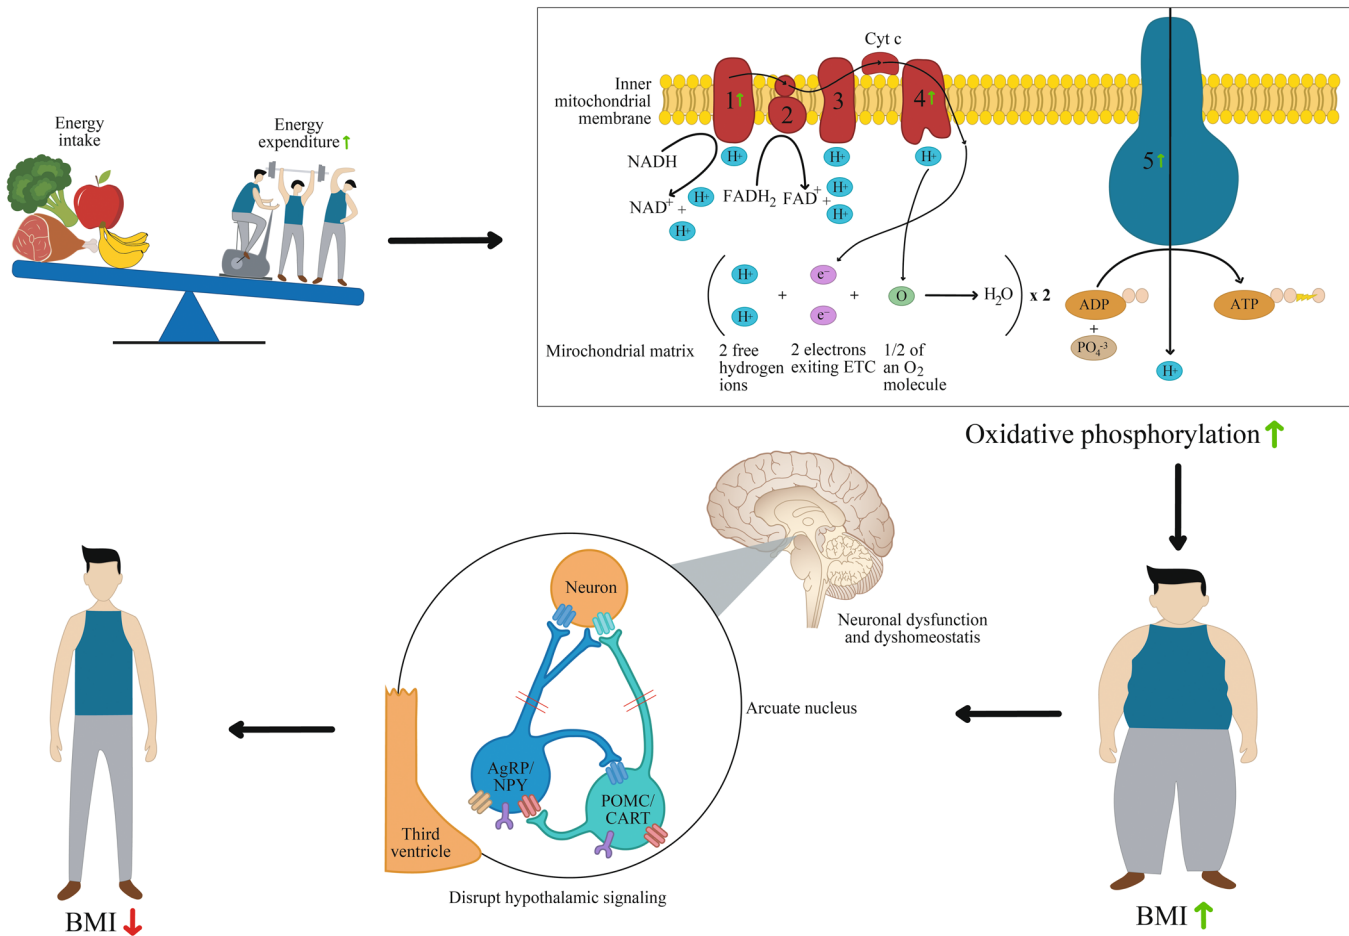 Energy
intake
Energy
expenditure↑
Inner
mitochondrial
membrane
Cyt c
1↑
2
3
4↑
5↑
NADH
NAD+ +
H+
H+
H+
FADH2
FAD+ +
H+
H+
H+
H+
H+
H+
+
e−
e−
+
O
H2O
x 2
ADP
+
PO4-3
ATP
H+
Mirochondrial matrix
2 free
hydrogen
ions
2 electrons
exiting ETC
1/2 of
an O2
molecule
Oxidative phosphorylation↑
Neuron
AgRP/
NPY
POMC/
CART
Third
ventricle
Neuronal dysfunction
and dyshomeostatis
Arcuate nucleus
Disrupt hypothalamic signaling
BMI↓
BMI↑